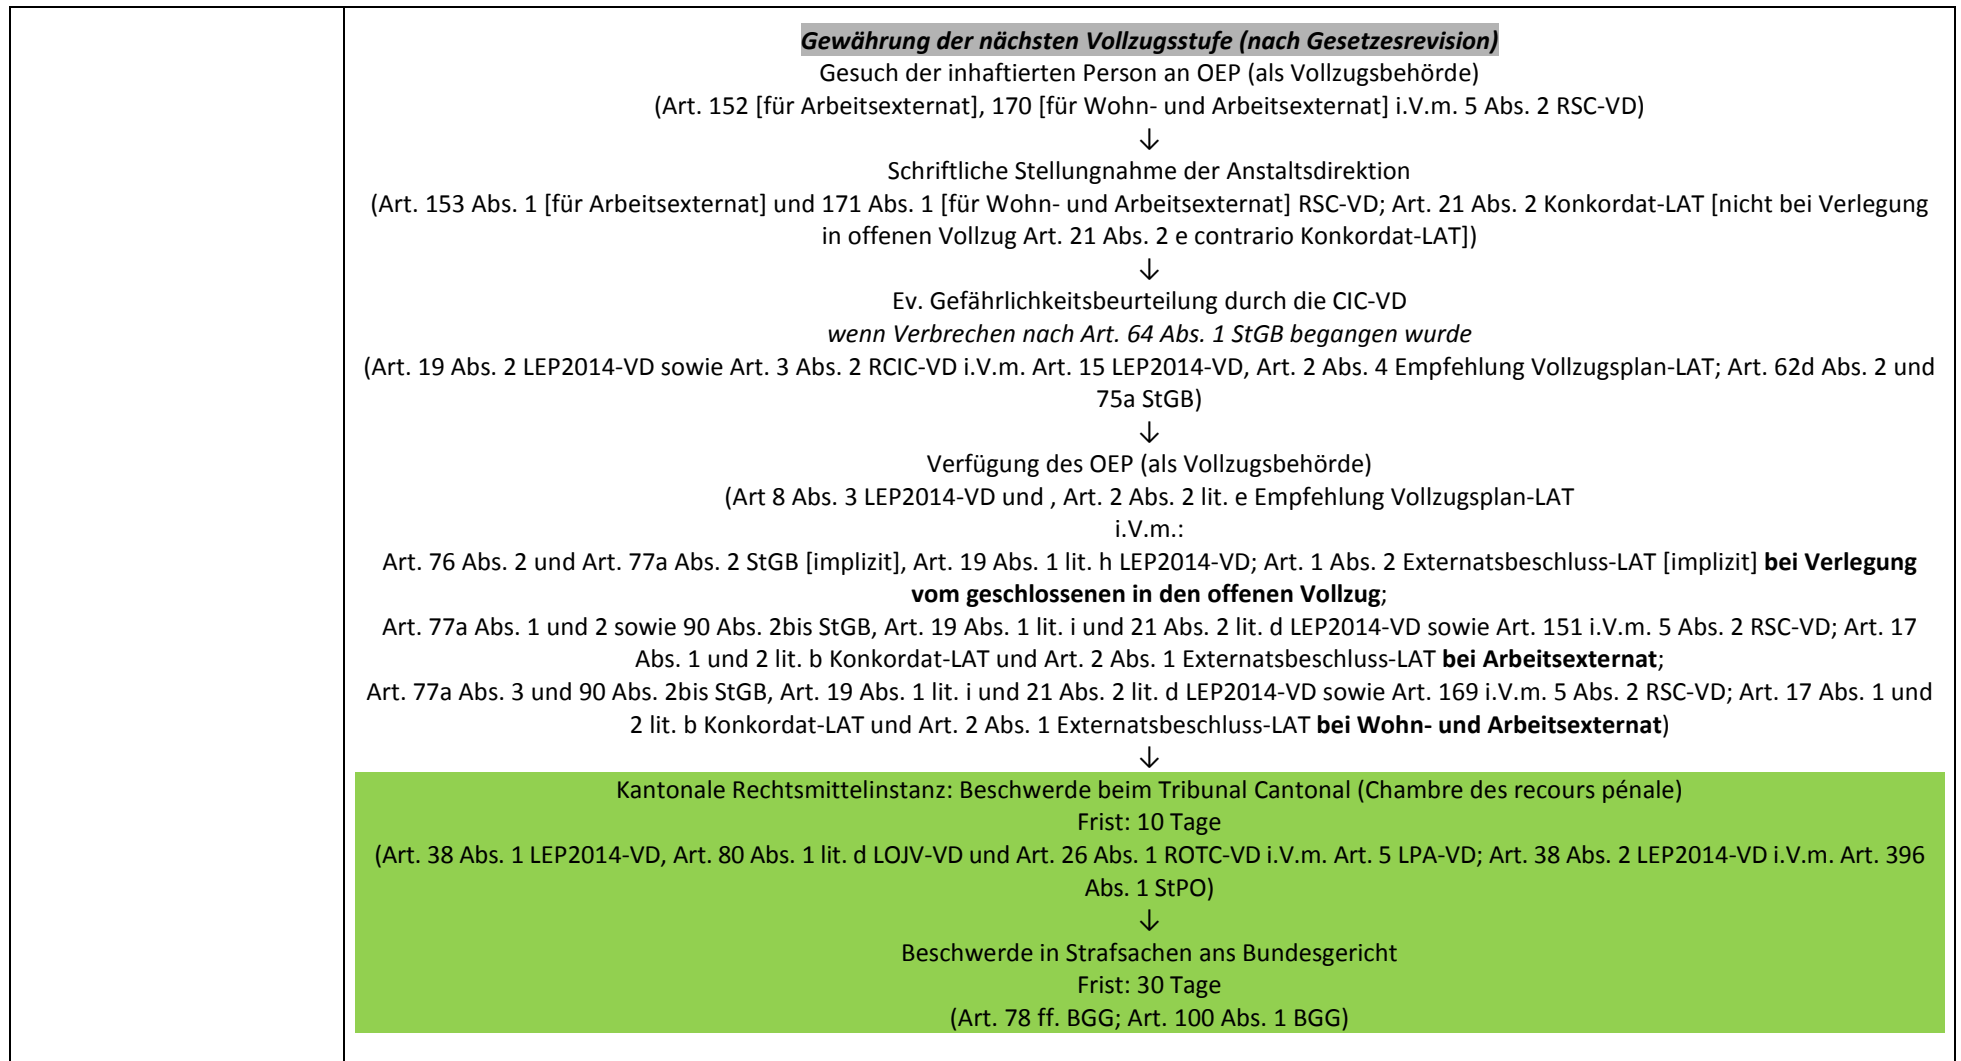 Gewährung der nächsten Vollzugsstufe (nach Gesetzesrevision)
Gesuch der inhaftierten Person an OEP (als Vollzugsbehörde)
(Art. 152 [für Arbeitsexternat], 170 [für Wohn- und Arbeitsexternat] i.V.m. 5 Abs. 2 RSC-VD)
↓
Schriftliche Stellungnahme der Anstaltsdirektion
(Art. 153 Abs. 1 [für Arbeitsexternat] und 171 Abs. 1 [für Wohn- und Arbeitsexternat] RSC-VD; Art. 21 Abs. 2 Konkordat-LAT [nicht bei Verlegung
in offenen Vollzug Art. 21 Abs. 2 e contrario Konkordat-LAT])
↓
Ev. Gefährlichkeitsbeurteilung durch die CIC-VD
wenn Verbrechen nach Art. 64 Abs. 1 StGB begangen wurde
(Art. 19 Abs. 2 LEP2014-VD sowie Art. 3 Abs. 2 RCIC-VD i.V.m. Art. 15 LEP2014-VD, Art. 2 Abs. 4 Empfehlung Vollzugsplan-LAT; Art. 62d Abs. 2 und
75a StGB)
↓
Verfügung des OEP (als Vollzugsbehörde)
(Art 8 Abs. 3 LEP2014-VD und , Art. 2 Abs. 2 lit. e Empfehlung Vollzugsplan-LAT
i.V.m.:
Art. 76 Abs. 2 und Art. 77a Abs. 2 StGB [implizit], Art. 19 Abs. 1 lit. h LEP2014-VD; Art. 1 Abs. 2 Externatsbeschluss-LAT [implizit] bei Verlegung
vom geschlossenen in den offenen Vollzug;
Art. 77a Abs. 1 und 2 sowie 90 Abs. 2bis StGB, Art. 19 Abs. 1 lit. i und 21 Abs. 2 lit. d LEP2014-VD sowie Art. 151 i.V.m. 5 Abs. 2 RSC-VD; Art. 17
Abs. 1 und 2 lit. b Konkordat-LAT und Art. 2 Abs. 1 Externatsbeschluss-LAT bei Arbeitsexternat;
Art. 77a Abs. 3 und 90 Abs. 2bis StGB, Art. 19 Abs. 1 lit. i und 21 Abs. 2 lit. d LEP2014-VD sowie Art. 169 i.V.m. 5 Abs. 2 RSC-VD; Art. 17 Abs. 1 und
2 lit. b Konkordat-LAT und Art. 2 Abs. 1 Externatsbeschluss-LAT bei Wohn- und Arbeitsexternat)
↓
Kantonale Rechtsmittelinstanz: Beschwerde beim Tribunal Cantonal (Chambre des recours pénale)
Frist: 10 Tage
(Art. 38 Abs. 1 LEP2014-VD, Art. 80 Abs. 1 lit. d LOJV-VD und Art. 26 Abs. 1 ROTC-VD i.V.m. Art. 5 LPA-VD; Art. 38 Abs. 2 LEP2014-VD i.V.m. Art. 396
Abs. 1 StPO)
↓
Beschwerde in Strafsachen ans Bundesgericht
Frist: 30 Tage
(Art. 78 ff. BGG; Art. 100 Abs. 1 BGG)